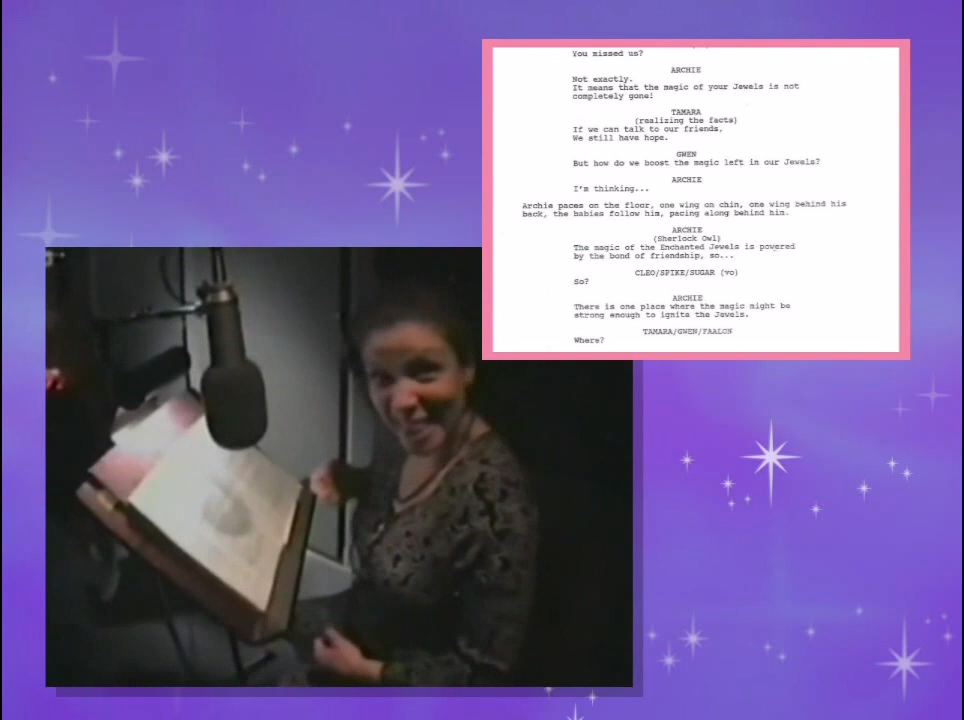 You missed us?
ARCHIE
Not exactly.
It means that the magic of your Jewels is not
completely gone!
TAMARA
(realizing the facts)
If we can talk to our friends,
We still have hope.
GWEN
But how do we boost the magic left in our Jewels?
ARCHIE
I'm thinking...
Archie paces on the floor, one wing on chin, one wing behind his
back, the babies follow him, pacing along behind him.
ARCHIE
(Sherlock Owl)
The magic of the Enchanted Jewels is powered
by the bond of friendship, so...
CLEO/SPIKE/SUGAR (vo)
So?
ARCHIE
There is one place where the magic might be
strong enough to ignite the Jewels.
TAMARA/GWEN/FAALON
Where?